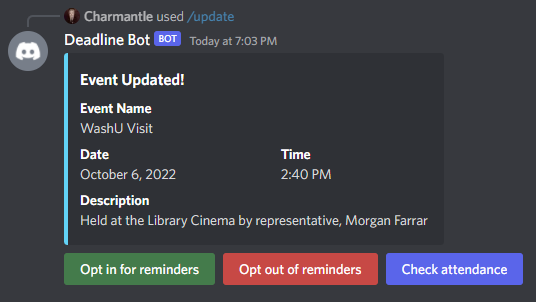 Charmantle used /update
Deadline Bot BOT Today at 7:03 PM
Event Updated!
Event Name
WashU Visit
Date Time
October 6, 2022 2:40 PM
Description
Held at the Library Cinema by representative, Morgan Farrar
Opt in for reminders Opt out of reminders Check attendance